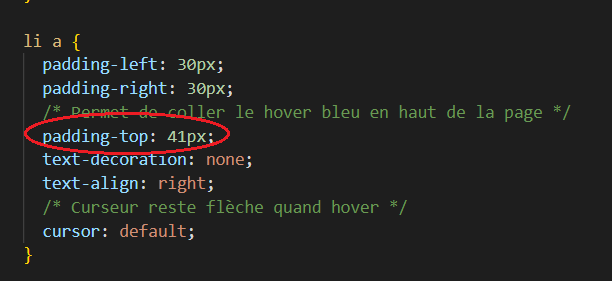 li a {
padding-left: 30px;
padding-right: 30px;
/* Permet de coller le hover bleu en haut de la page */
padding-top: 41px;
text-decoration: none;
text-align: right;
/* Curseur reste flèche quand hover */
cursor: default;
}